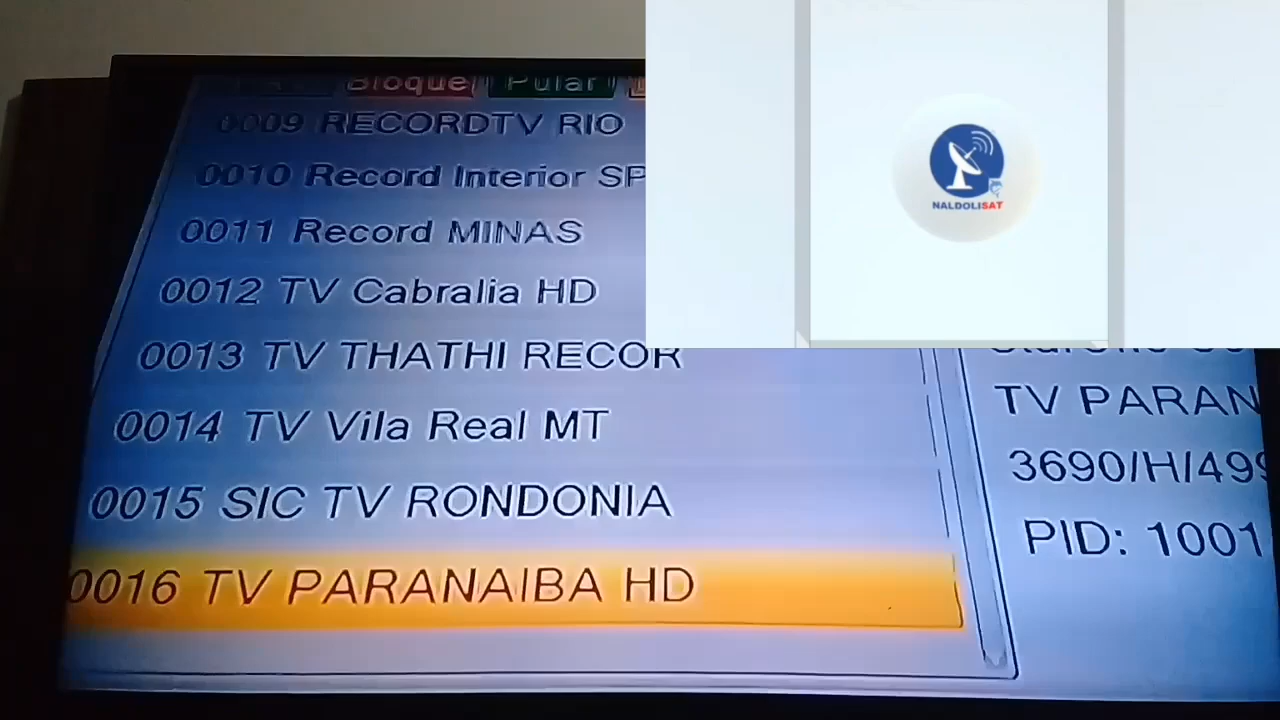 Bloque Pular
0009 RECORDTV RIO
0010 Record Interior SP
0011 Record MINAS
0012 TV Cabralia HD
0013 TV THATHI RECOR
0014 TV Vila Real MT
0015 SIC TV RONDONIA
0016 TV PARANAIBA HD
NALDOLISAT
TV PARAN
3690/H/499
PID: 1001